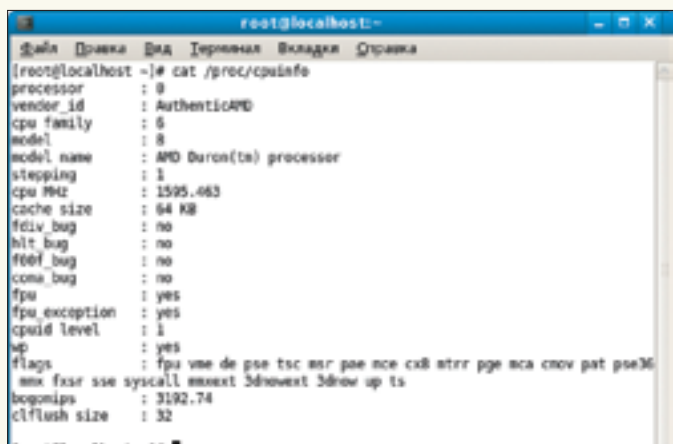 root@localhost:~
Файл Правка Вид Терминал Вкладки Справка
[root@localhost ~]# cat /proc/cpuinfo
processor : 0
vendor_id : AuthenticAMD
cpu family : 6
model : 8
model name : AMD Duron(tm) processor
stepping : 1
cpu MHz : 1595.463
cache size : 64 KB
fdiv_bug : no
hlt_bug : no
f00f_bug : no
coma_bug : no
fpu : yes
fpu_exception : yes
cpuid level : 1
wp : yes
flags : fpu vme de pse tsc msr pae mce cx8 mtrr pge mca cmov pat pse36
mmx fxsr sse syscall mmxext 3dnowext 3dnow up ts
bogomips : 3192.74
clflush size : 32